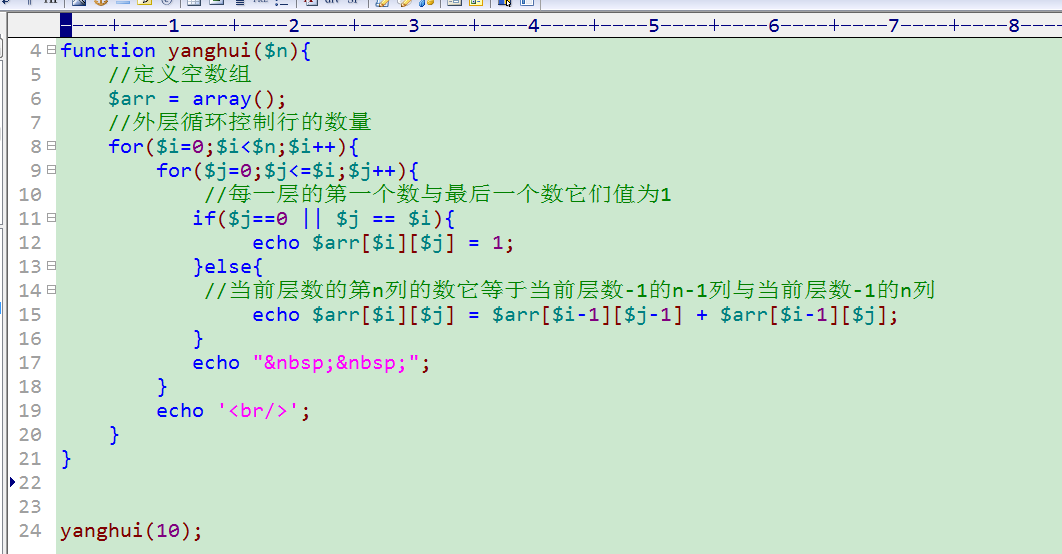 ----+----1----+----2----+----3----+----4----+----5----+----6----+----7----+----8----
4 function yanghui($n){
5     //定义空数组
6     $arr = array();
7     //外层循环控制行的数量
8     for($i=0;$i<$n;$i++){
9         for($j=0;$j<=$i;$j++){
10             //每一层的第一个数与最后一个数它们值为1
11            if($j==0 || $j == $i){
12                 echo $arr[$i][$j] = 1;
13            }else{
14             //当前层数的第n列的数它等于当前层数-1的n-1列与当前层数-1的n列
15                 echo $arr[$i][$j] = $arr[$i-1][$j-1] + $arr[$i-1][$j];
16            }
17            echo "&nbsp;&nbsp;";
18         }
19         echo '<br/>';
20     }
21 }
22
23
24 yanghui(10);